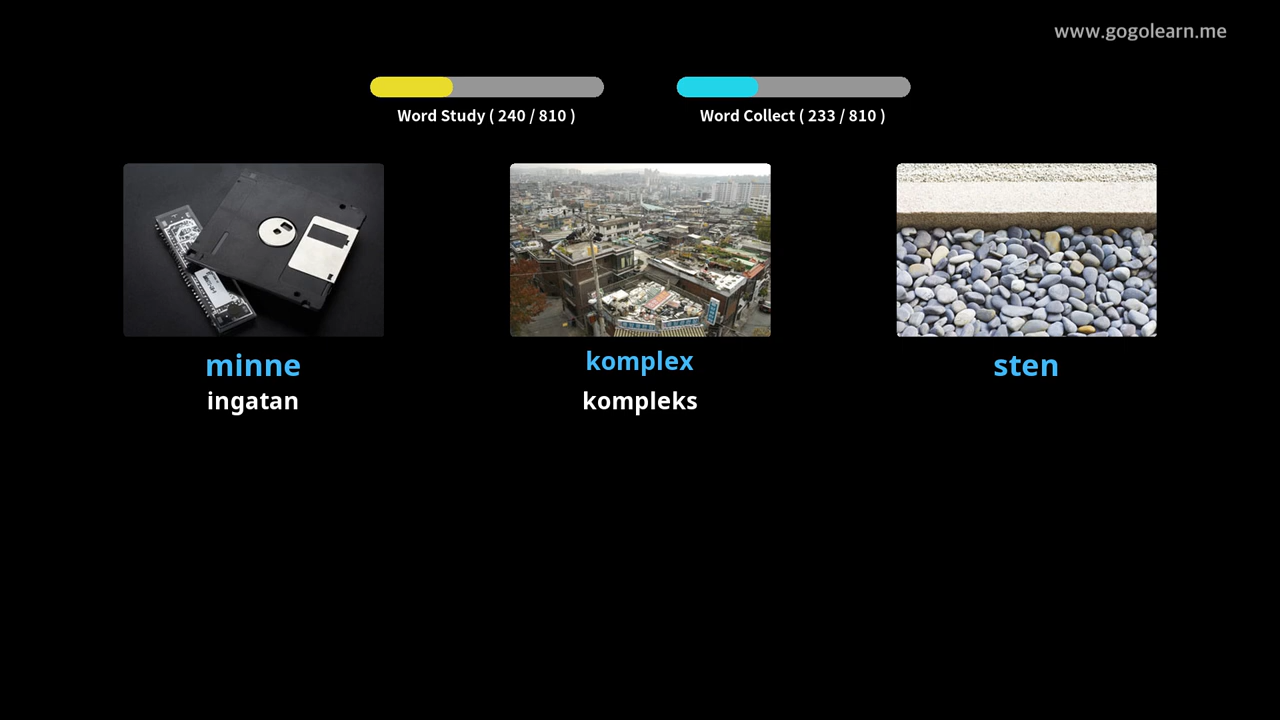 www.gogolearn.me
Word Study ( 240 / 810 )
Word Collect ( 233 / 810 )
minne
komplex
sten
ingatan
kompleks